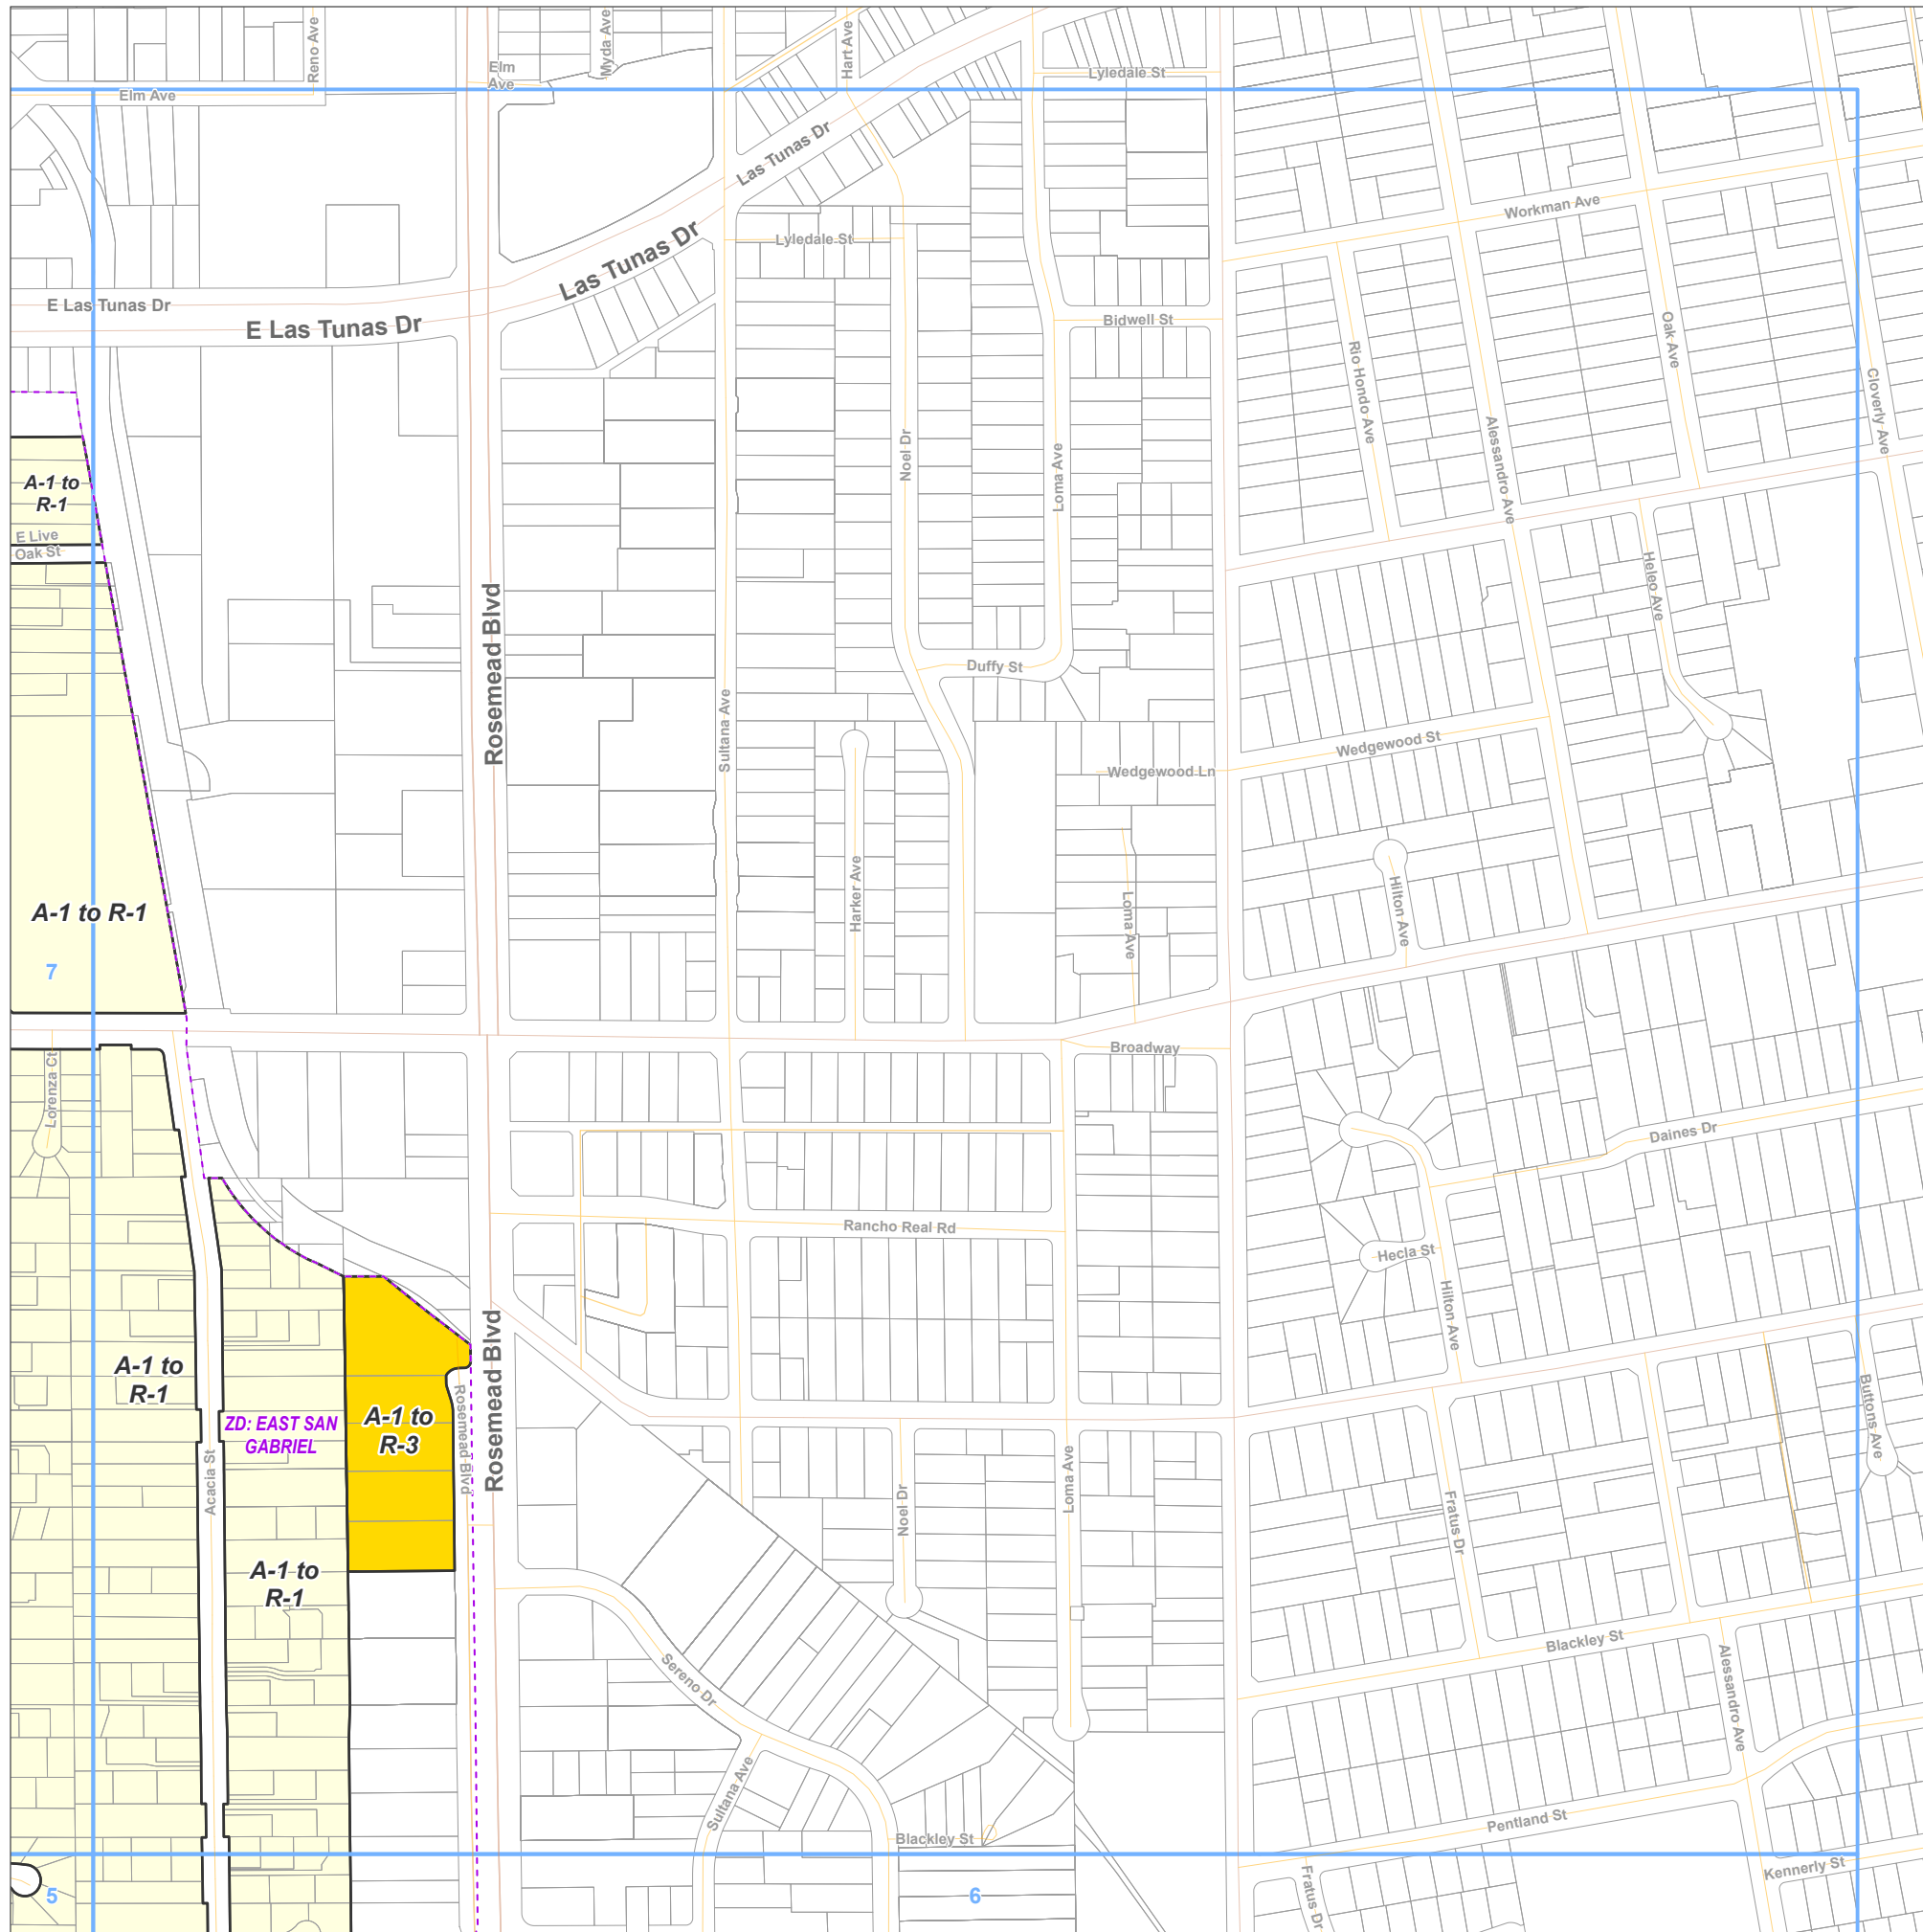 Reno Ave
Myda Ave
Hart Ave
Elm
Ave
Elm Ave
Lyledale St
Las Tunas Dr
Workman Ave
Lyledale St
Las Tunas Dr
E Las Tunas Dr
E Las Tunas Dr
Bidwell St
Oak Ave
Rio Hondo Ave
Cloverly Ave
Alessandro Ave
Noel Dr
Loma Ave
A-1 to
R-1
E Live
Oak St
Heleo Ave
Rosemead Blvd
Duffy St
Sultana Ave
Wedgewood St
Wedgewood Ln
Harker Ave
Loma Ave
Hilton Ave
A-1 to R-1
7
Lorenza Ct
Broadway
Daines Dr
Rancho Real Rd
Hecla St
Hilton Ave
A-1 to
R-1
Rosemead Blvd
Rosemead Blvd
A-1 to
R-3
ZD: EAST SAN
GABRIEL
Buttons Ave
Acacia St
Noel Dr
Loma Ave
Fratus Dr
A-1 to
R-1
Blackley St
Sereno Dr
Alessandro Ave
Sultana Ave
Pentland St
Blackley St
Kennerly St
5
6
Fratus Dr